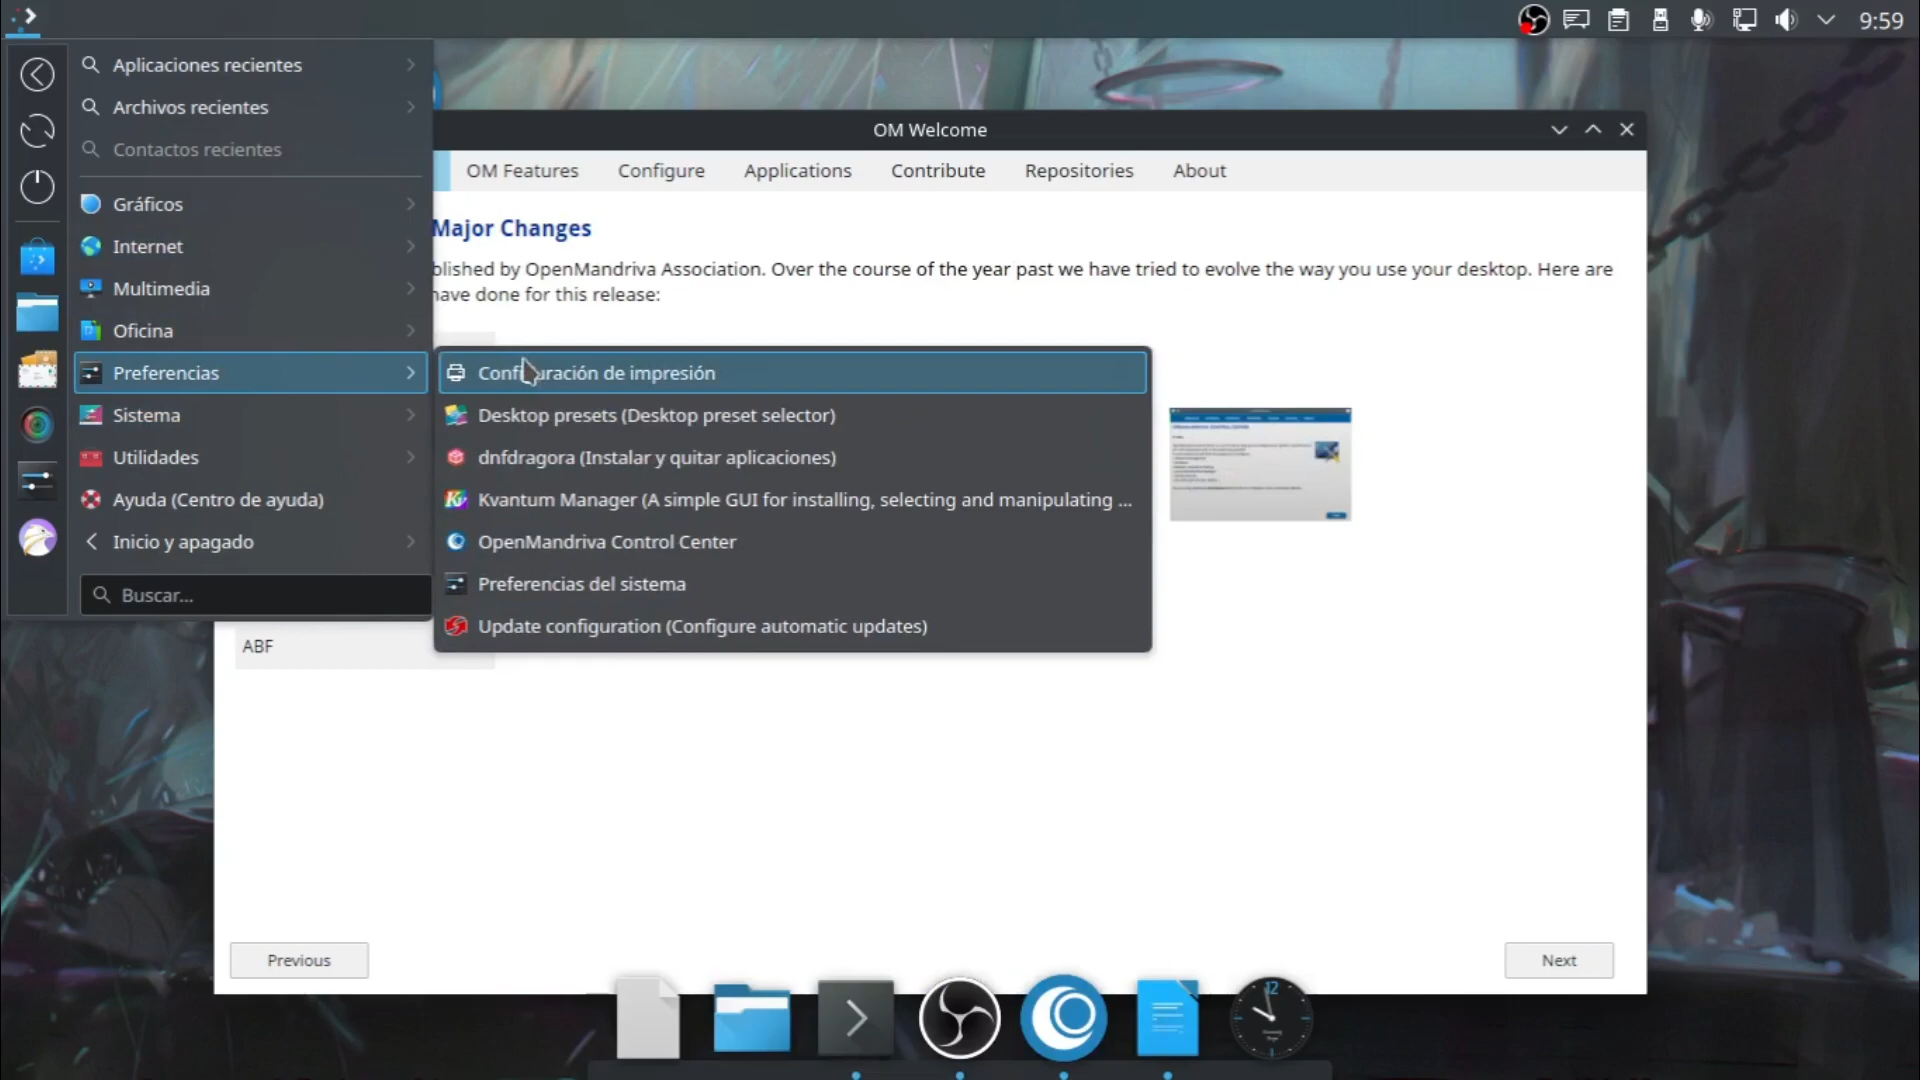 9:59
Aplicaciones recientes
Archivos recientes
Contactos recientes
Gráficos
Internet
Multimedia
Oficina
Preferencias
Sistema
Utilidades
Ayuda (Centro de ayuda)
Inicio y apagado
Buscar...
OM Welcome
OM Features Configure Applications Contribute Repositories About
Major Changes
blished by OpenMandriva Association. Over the course of the year past we have tried to evolve the way you use your desktop. Here are
have done for this release:
Configuración de impresión
Desktop presets (Desktop preset selector)
dnfdragora (Instalar y quitar aplicaciones)
Kvantum Manager (A simple GUI for installing, selecting and manipulating ...
OpenMandriva Control Center
Preferencias del sistema
Update configuration (Configure automatic updates)
ABF
Previous
Next
12